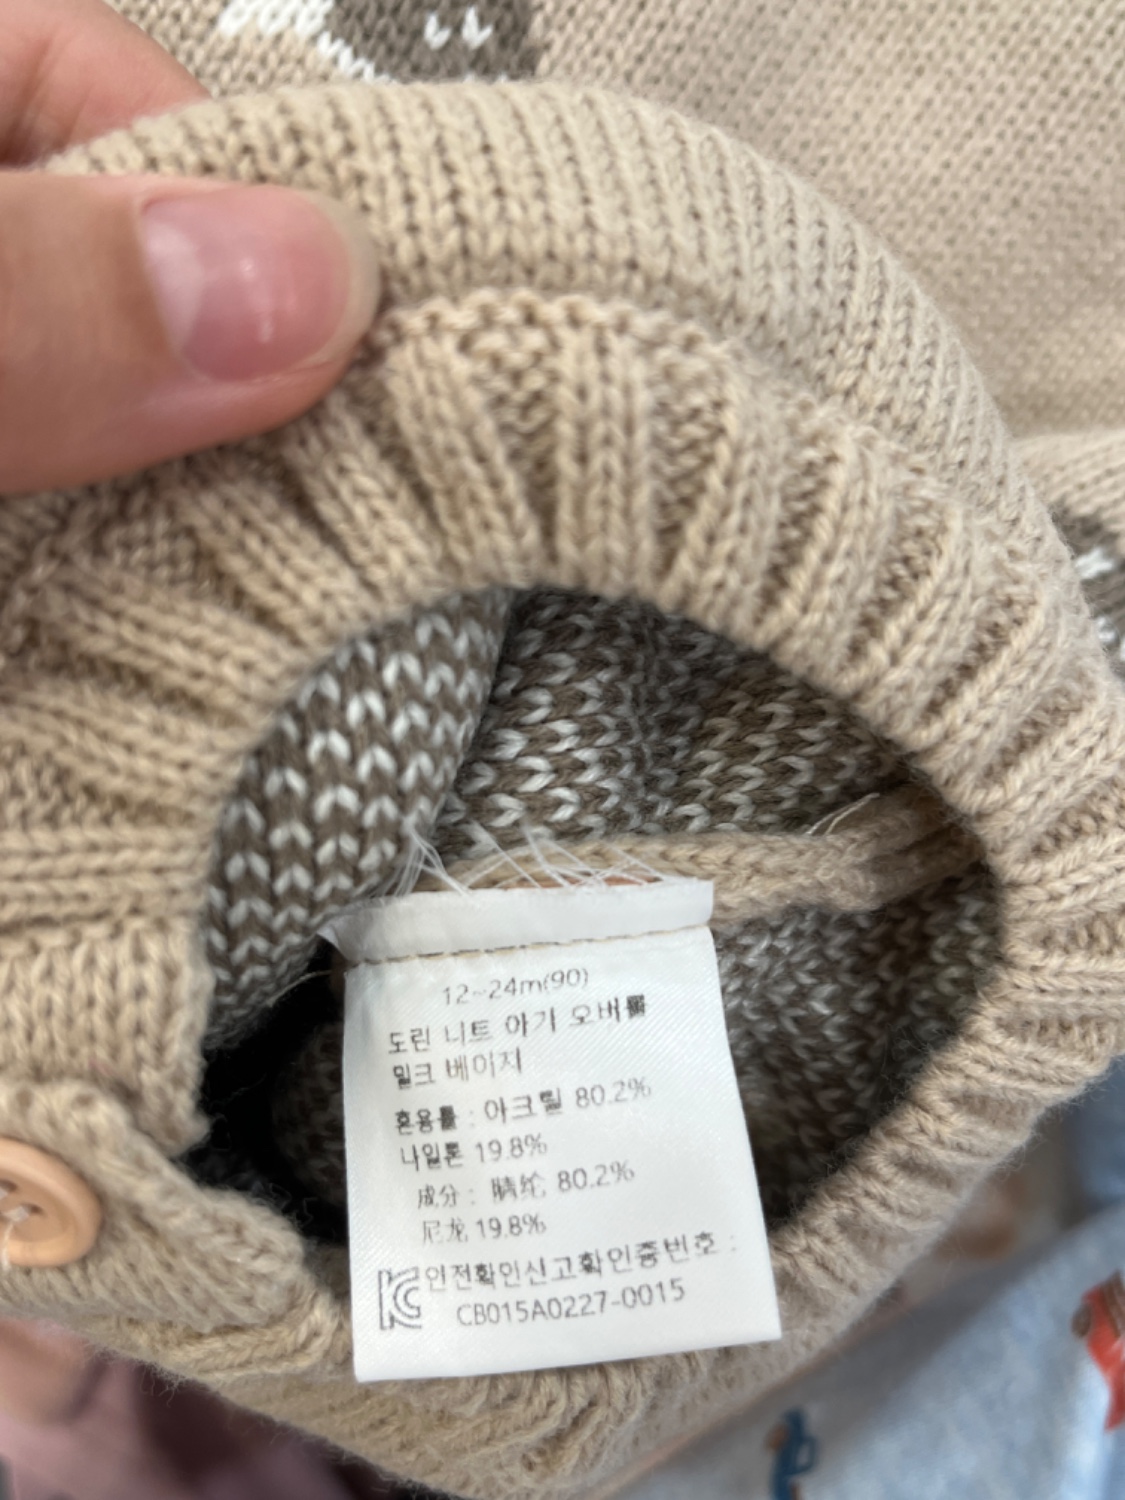 12~24m(90)
도린 니트 아기 오버롤
밀크 베이지
혼용률 : 아크릴 80.2%
나일론 19.8%
成分 : 腈纶 80.2%
尼龙 19.8%
KC 안전확인신고확인증번호 :
CB015A0227-0015